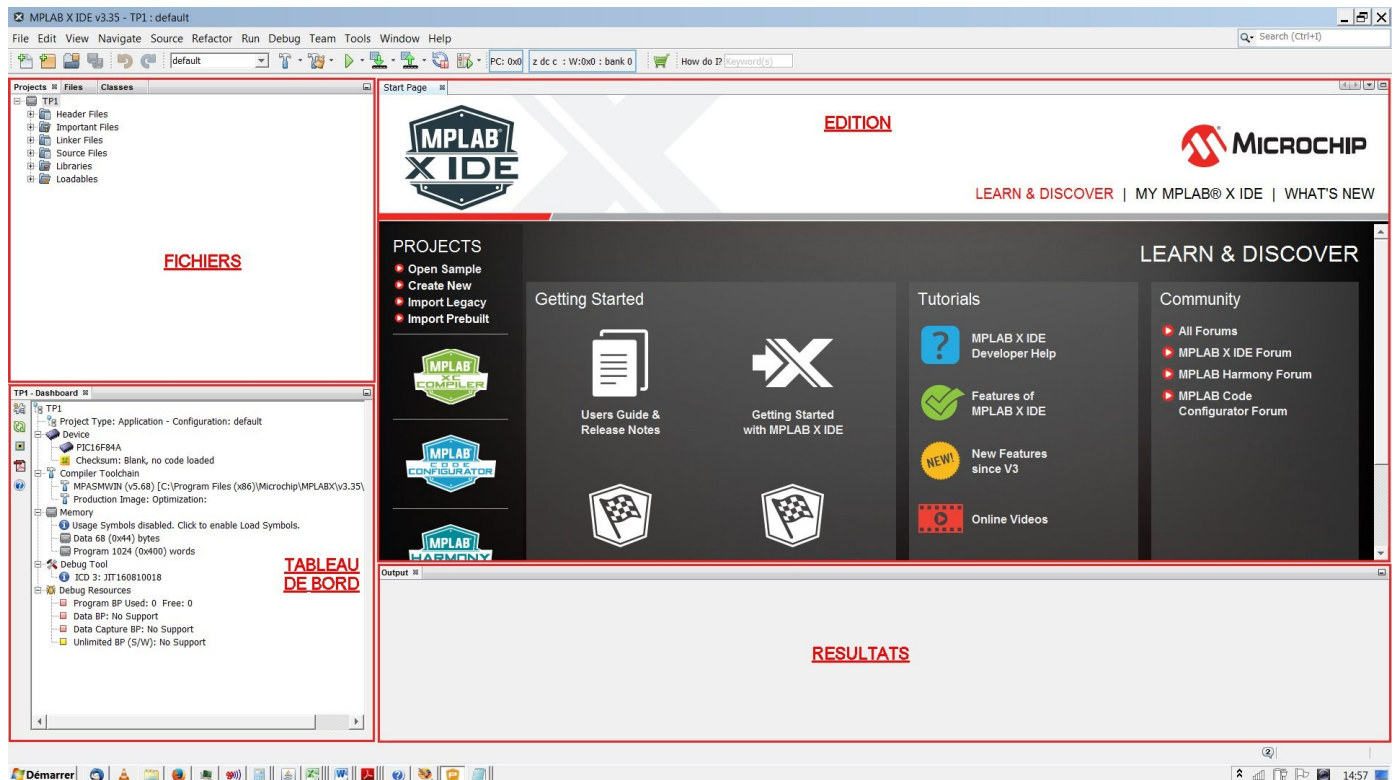 MPLAB X IDE v3.35 - TP1 : default
File Edit View Navigate Source Refactor Run Debug Team Tools Window Help
Search (Ctrl+I)
default
PC: 0x0
z dc c : W:0x0 : bank 0
How do I?
Keyword(s)
Projects Files Classes
TP1
Header Files
Important Files
Linker Files
Source Files
Libraries
Loadables
FICHIERS
TP1 - Dashboard
TP1
Project Type: Application - Configuration: default
Device
PIC16F84A
Checksum: Blank, no code loaded
Compiler Toolchain
MPASMWIN (v5.68) [C:\Program Files (x86)\Microchip\MPLABX\v3.35\
Production Image: Optimization:
Memory
Usage Symbols disabled. Click to enable Load Symbols.
Data 68 (0x44) bytes
Program 1024 (0x400) words
Debug Tool
ICD 3: JIT160810018
Debug Resources
Program BP Used: 0 Free: 0
Data BP: No Support
Data Capture BP: No Support
Unlimited BP (S/W): No Support
TABLEAU
DE BORD
Start Page
MPLAB
X IDE
EDITION
MICROCHIP
LEARN & DISCOVER | MY MPLAB® X IDE | WHAT'S NEW
PROJECTS
Open Sample
Create New
Import Legacy
Import Prebuilt
MPLAB
XC
COMPILER
MPLAB
CODE
CONFIGURATOR
MPLAB
HARMONY
LEARN & DISCOVER
Getting Started
Users Guide &
Release Notes
Getting Started
with MPLAB X IDE
Tutorials
?
MPLAB X IDE
Developer Help
Features of
MPLAB X IDE
NEW!
New Features
since V3
Online Videos
Community
All Forums
MPLAB X IDE Forum
MPLAB Harmony Forum
MPLAB Code
Configurator Forum
Output
RESULTATS
2
Démarrer
14:57